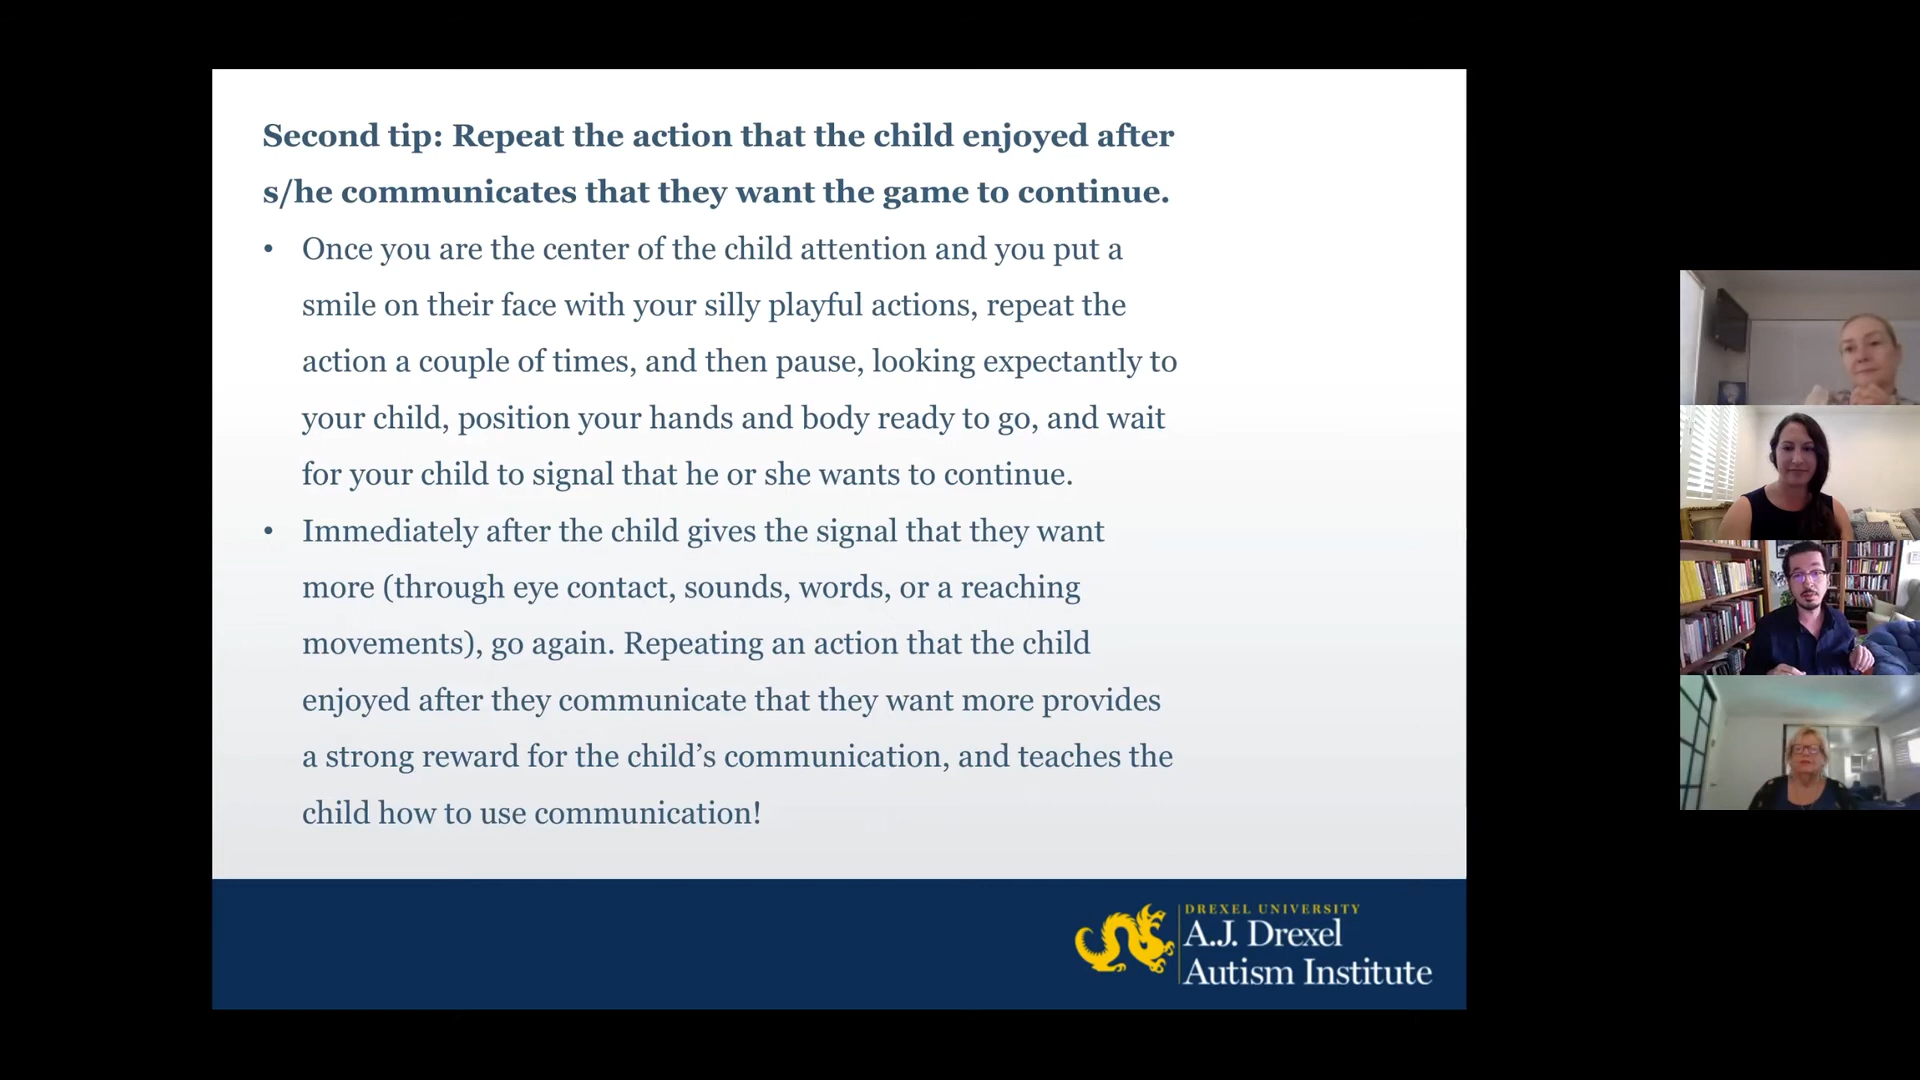 Second tip: Repeat the action that the child enjoyed after
s/he communicates that they want the game to continue.
• Once you are the center of the child attention and you put a
smile on their face with your silly playful actions, repeat the
action a couple of times, and then pause, looking expectantly to
your child, position your hands and body ready to go, and wait
for your child to signal that he or she wants to continue.
• Immediately after the child gives the signal that they want
more (through eye contact, sounds, words, or a reaching
movements), go again. Repeating an action that the child
enjoyed after they communicate that they want more provides
a strong reward for the child’s communication, and teaches the
child how to use communication!
DREXEL UNIVERSITY
A.J. Drexel
Autism Institute